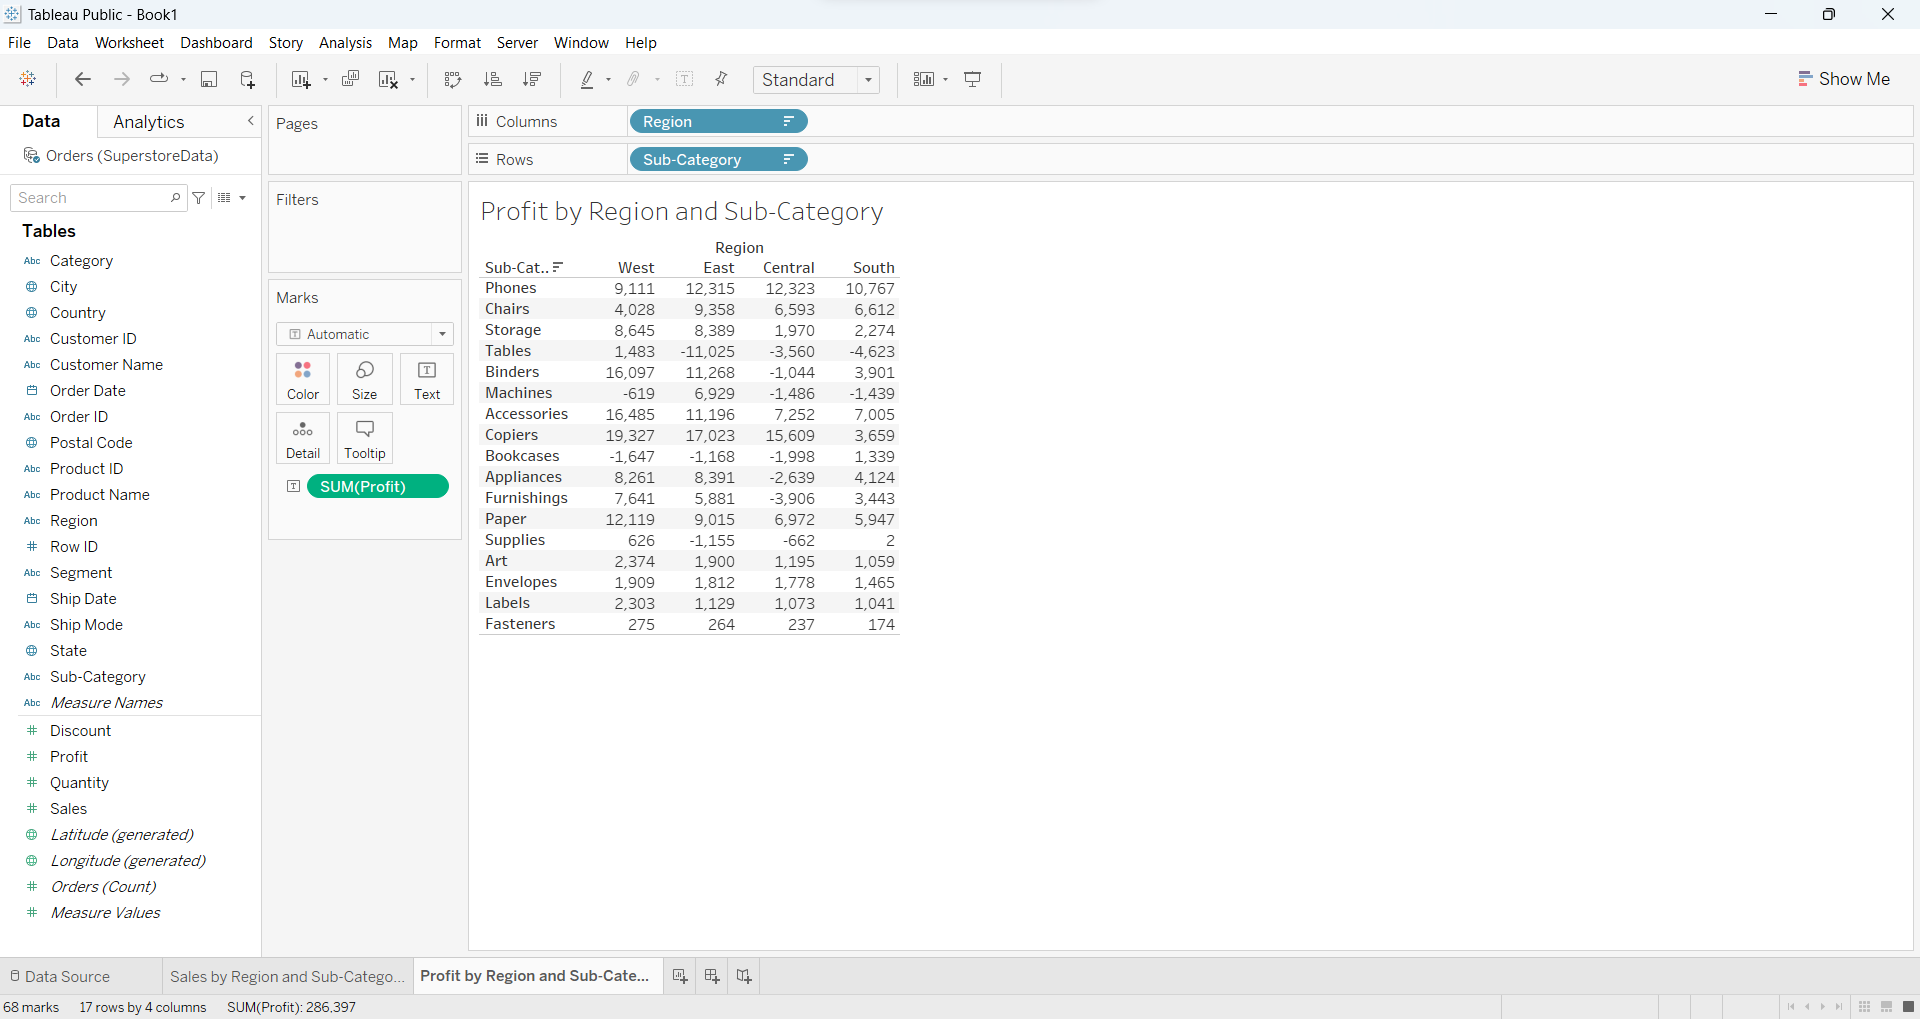 Tableau Public - Book1
File Data Worksheet Dashboard Story Analysis Map Format Server Window Help
Standard
Show Me
Data
Analytics
Orders (SuperstoreData)
Search
Tables
Abc Category
City
Country
Abc Customer ID
Abc Customer Name
Order Date
Abc Order ID
Postal Code
Abc Product ID
Abc Product Name
Abc Region
# Row ID
Abc Segment
Ship Date
Abc Ship Mode
State
Abc Sub-Category
Abc Measure Names
# Discount
# Profit
# Quantity
# Sales
Latitude (generated)
Longitude (generated)
# Orders (Count)
# Measure Values
Pages
Filters
Marks
T Automatic
Color Size T Text
Detail Tooltip
T SUM(Profit)
Columns Region
Rows Sub-Category
Profit by Region and Sub-Category
Region
Sub-Cat.. West East Central South
Phones 9,111 12,315 12,323 10,767
Chairs 4,028 9,358 6,593 6,612
Storage 8,645 8,389 1,970 2,274
Tables 1,483 -11,025 -3,560 -4,623
Binders 16,097 11,268 -1,044 3,901
Machines -619 6,929 -1,486 -1,439
Accessories 16,485 11,196 7,252 7,005
Copiers 19,327 17,023 15,609 3,659
Bookcases -1,647 -1,168 -1,998 1,339
Appliances 8,261 8,391 -2,639 4,124
Furnishings 7,641 5,881 -3,906 3,443
Paper 12,119 9,015 6,972 5,947
Supplies 626 -1,155 -662 2
Art 2,374 1,900 1,195 1,059
Envelopes 1,909 1,812 1,778 1,465
Labels 2,303 1,129 1,073 1,041
Fasteners 275 264 237 174
Data Source
Sales by Region and Sub-Catego...
Profit by Region and Sub-Cate...
68 marks 17 rows by 4 columns SUM(Profit): 286,397